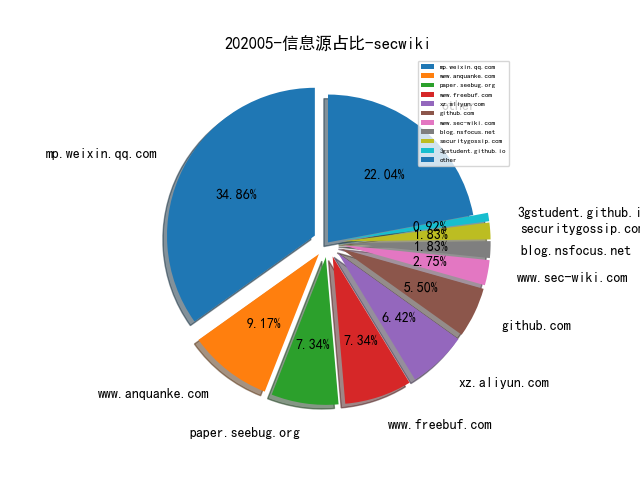 202005-信息源占比-secwiki
mp.weixin.qq.com
www.anquanke.com
paper.seebug.org
www.freebuf.com
xz.aliyun.com
github.com
www.sec-wiki.com
blog.nsfocus.net
securitygossip.com
3gstudent.github.io
other
other
mp.weixin.qq.com
34.86%
22.04%
0.92%
3gstudent.github.i
1.83%
securitygossip.com
1.83%
blog.nsfocus.net
2.75%
www.sec-wiki.com
5.50%
github.com
6.42%
xz.aliyun.com
7.34%
www.freebuf.com
7.34%
paper.seebug.org
9.17%
www.anquanke.com